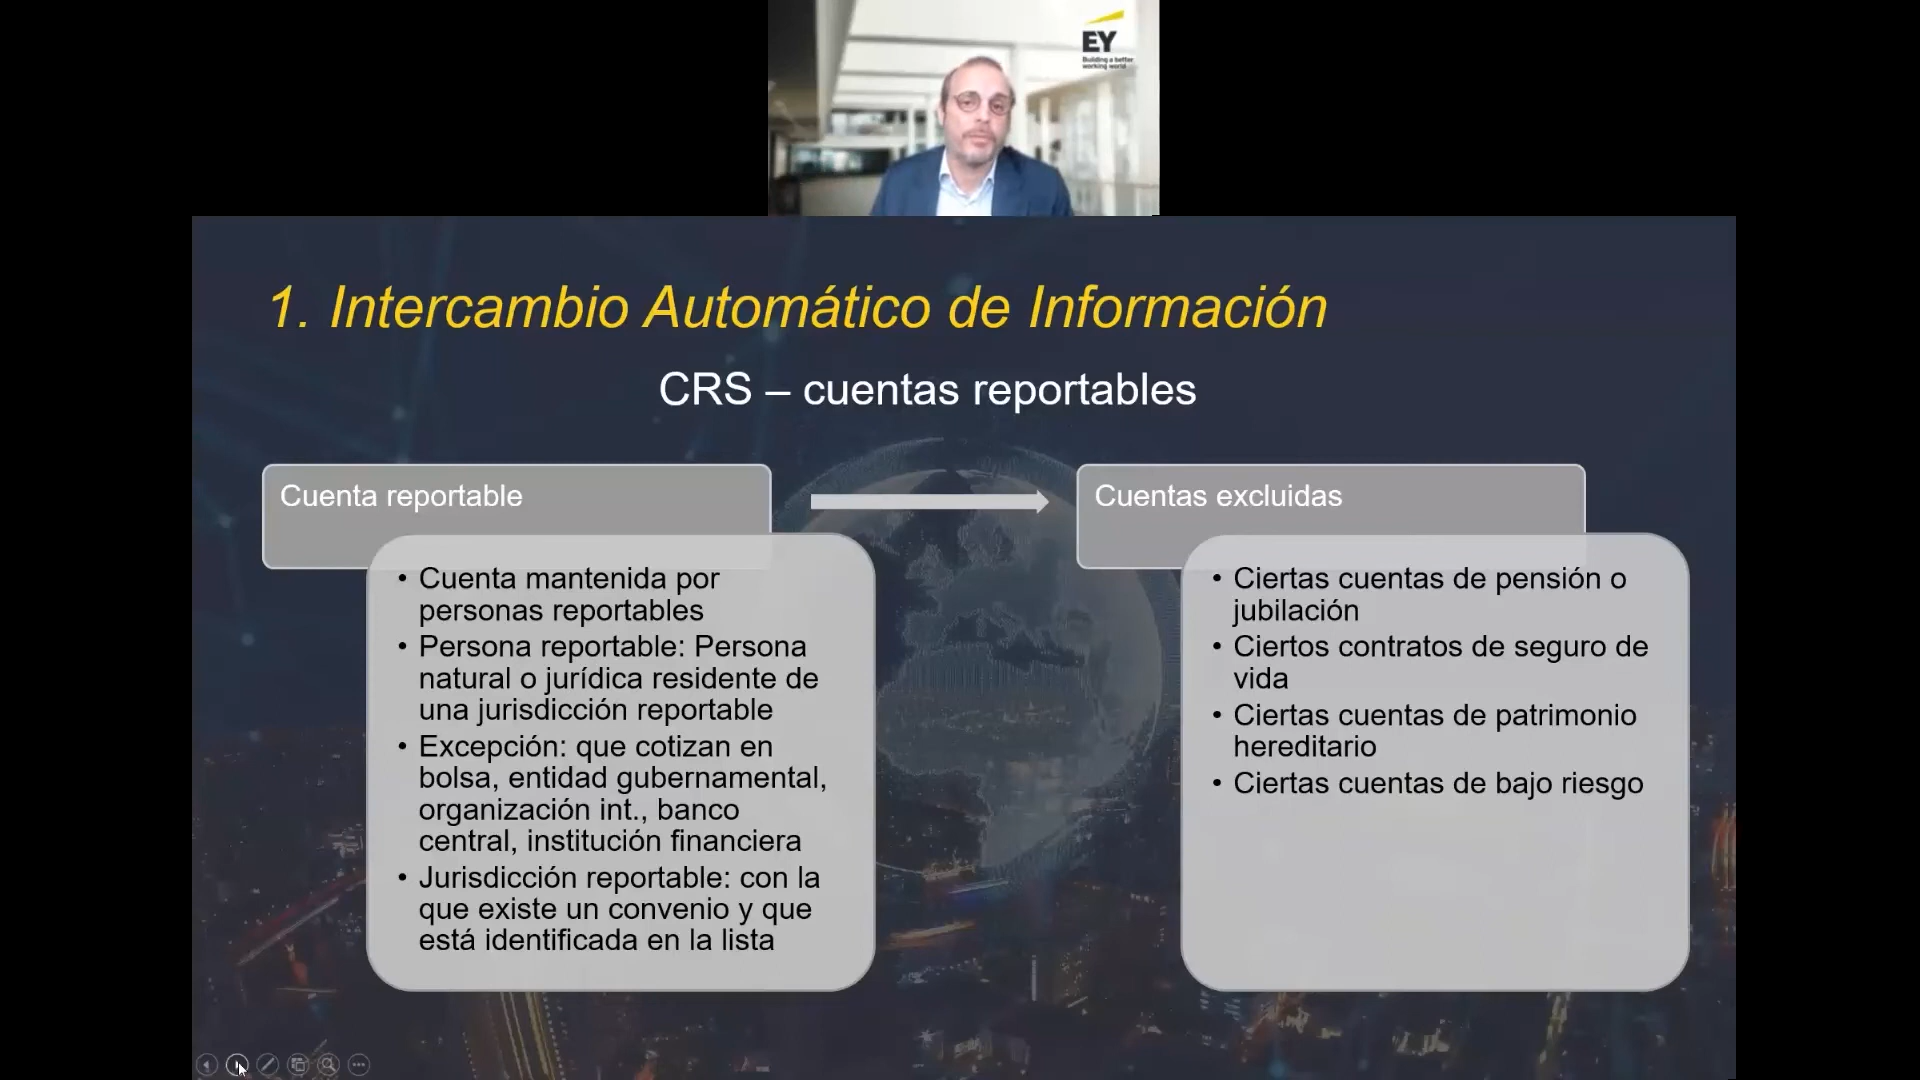 EY
Building a better
working world
1. Intercambio Automático de Información
CRS – cuentas reportables
Cuenta reportable
• Cuenta mantenida por
personas reportables
• Persona reportable: Persona
natural o jurídica residente de
una jurisdicción reportable
• Excepción: que cotizan en
bolsa, entidad gubernamental,
organización int., banco
central, institución financiera
• Jurisdicción reportable: con la
que existe un convenio y que
está identificada en la lista
Cuentas excluidas
• Ciertas cuentas de pensión o
jubilación
• Ciertos contratos de seguro de
vida
• Ciertas cuentas de patrimonio
hereditario
• Ciertas cuentas de bajo riesgo